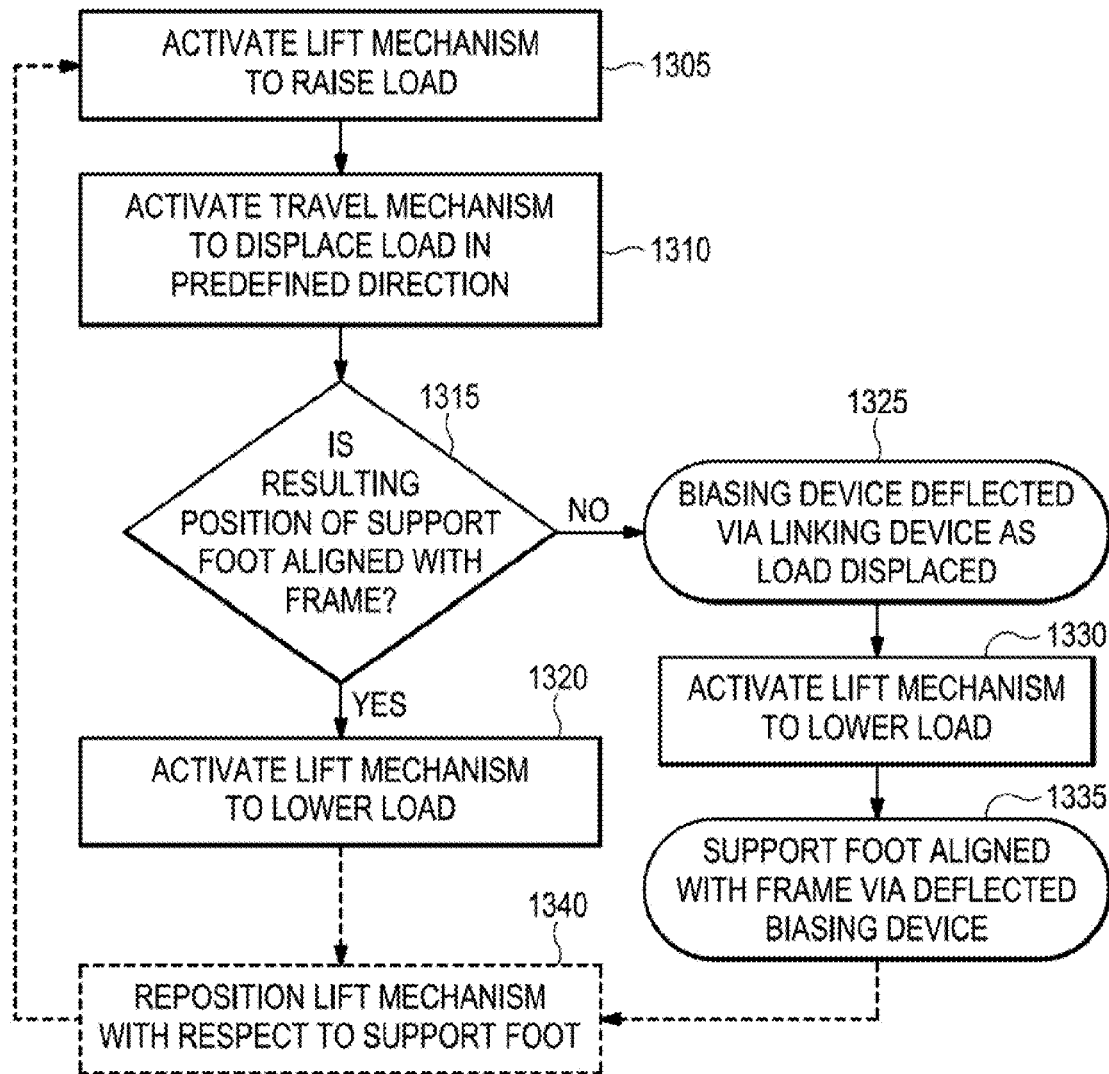 ACTIVATE LIFT MECHANISM
TO RAISE LOAD
1305
ACTIVATE TRAVEL MECHANISM
TO DISPLACE LOAD IN
PREDEFINED DIRECTION
1310
1315
IS
RESULTING
POSITION OF SUPPORT
FOOT ALIGNED WITH
FRAME?
NO
YES
1325
BIASING DEVICE DEFLECTED
VIA LINKING DEVICE AS
LOAD DISPLACED
1320
ACTIVATE LIFT MECHANISM
TO LOWER LOAD
1330
ACTIVATE LIFT MECHANISM
TO LOWER LOAD
1335
SUPPORT FOOT ALIGNED
WITH FRAME VIA DEFLECTED
BIASING DEVICE
1340
REPOSITION LIFT MECHANISM
WITH RESPECT TO SUPPORT FOOT